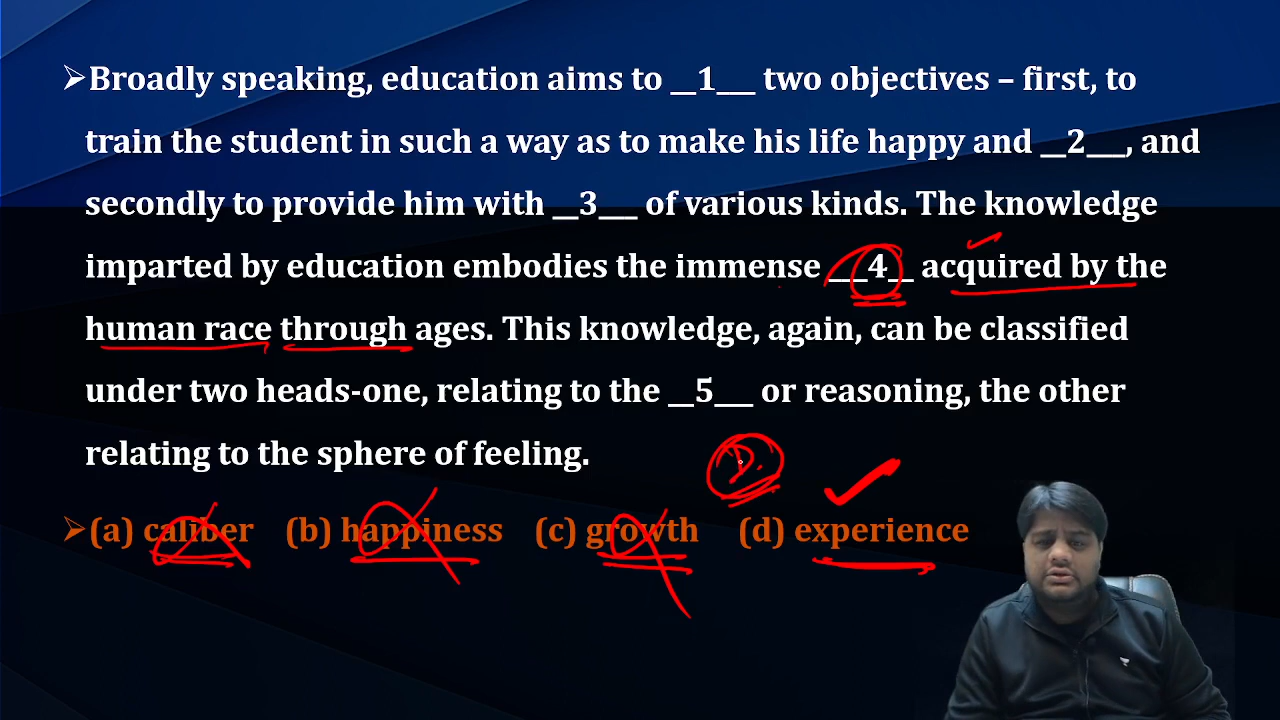 ➢Broadly speaking, education aims to __1___ two objectives – first, to
train the student in such a way as to make his life happy and __2___, and
secondly to provide him with __3___ of various kinds. The knowledge
imparted by education embodies the immense ___4__ acquired by the
human race through ages. This knowledge, again, can be classified
under two heads-one, relating to the __5___ or reasoning, the other
relating to the sphere of feeling.
➢(a) caliber (b) happiness (c) growth (d) experience